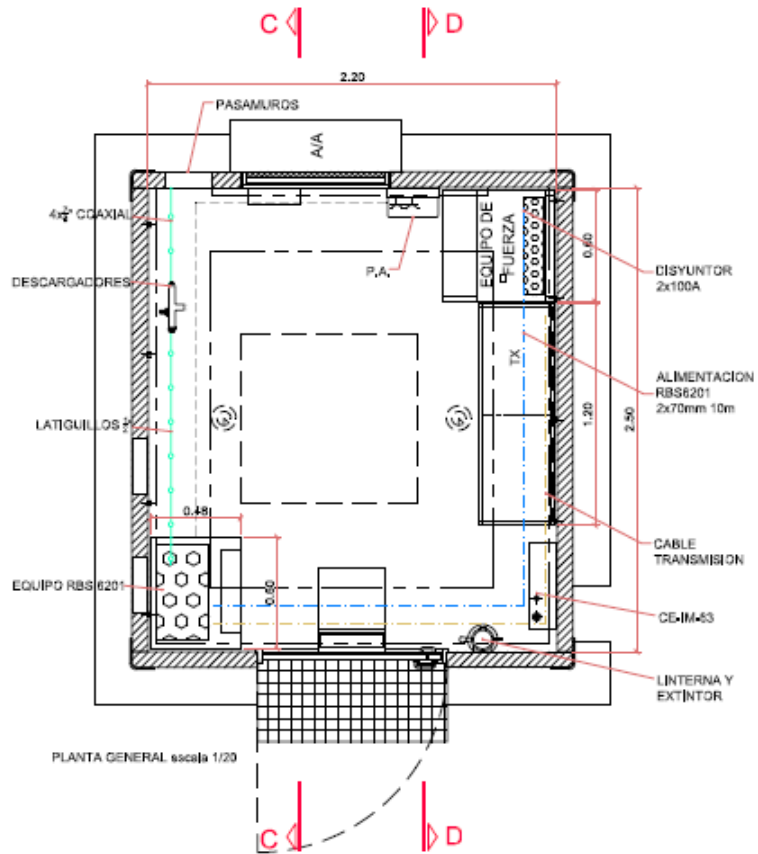 C D
2.20
PASAMUROS
A/A
4x⅞" COAXIAL
EQUIPO DE
FUERZA
0.60
DESCARGADORES
P.A.
DISYUNTOR
2x100A
TX
ALIMENTACION
RBS6201
2x70mm 10m
LATIGUILLOS ½"
1.20
2.50
0.48
CABLE
TRANSMISION
EQUIPO RBS 6201
0.60
CE-IM-63
LINTERNA Y
EXTINTOR
PLANTA GENERAL escala 1/20
C D